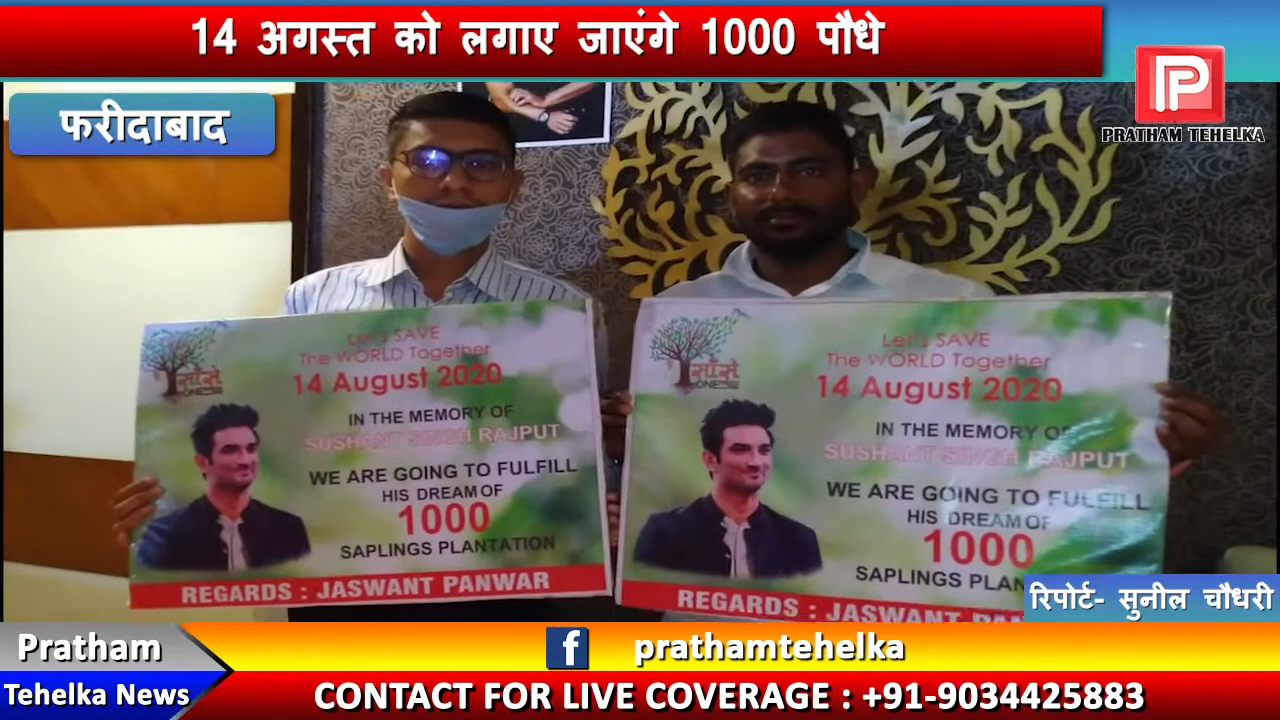 14 अगस्त को लगाए जाएंगे 1000 पौधे
PRATHAM TEHELKA
फरीदाबाद
साँसे
Let's SAVE
The WORLD Together
14 August 2020
IN THE MEMORY OF
SUSHANT SINGH RAJPUT
WE ARE GOING TO FULFILL
HIS DREAM OF
1000
SAPLINGS PLANTATION
REGARDS : JASWANT PANWAR
साँसे
Let's SAVE
The WORLD Together
14 August 2020
IN THE MEMORY OF
SUSHANT SINGH RAJPUT
WE ARE GOING TO FULFILL
HIS DREAM OF
1000
SAPLINGS PLAN
REGARDS : JASWANT
रिपोर्ट- सुनील चौधरी
Pratham
Tehelka News
f prathamtehelka
CONTACT FOR LIVE COVERAGE : +91-9034425883